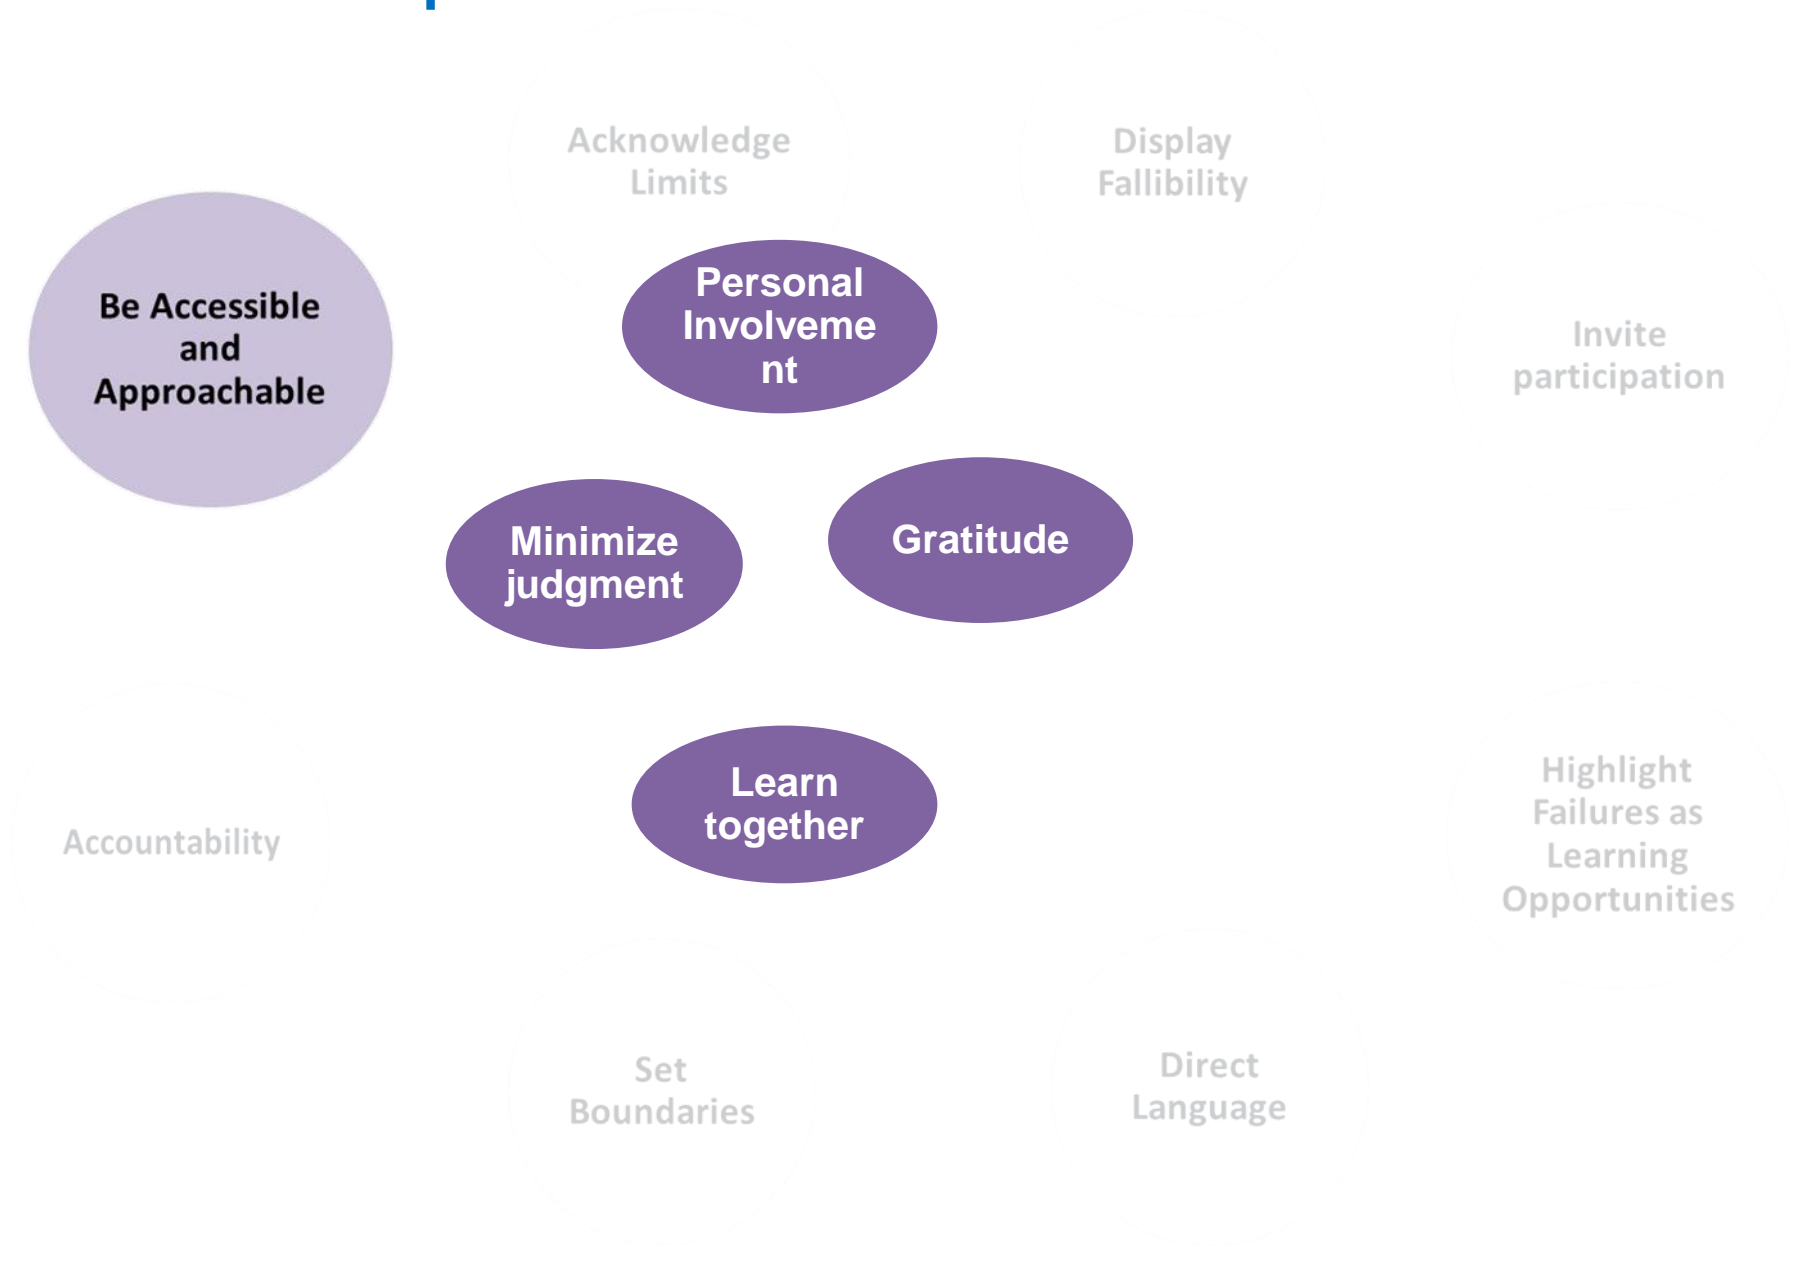 Acknowledge
Limits
Display
Fallibility
Be Accessible
and
Approachable
Personal
Involveme
nt
Invite
participation
Minimize
judgment
Gratitude
Learn
together
Accountability
Highlight
Failures as
Learning
Opportunities
Set
Boundaries
Direct
Language